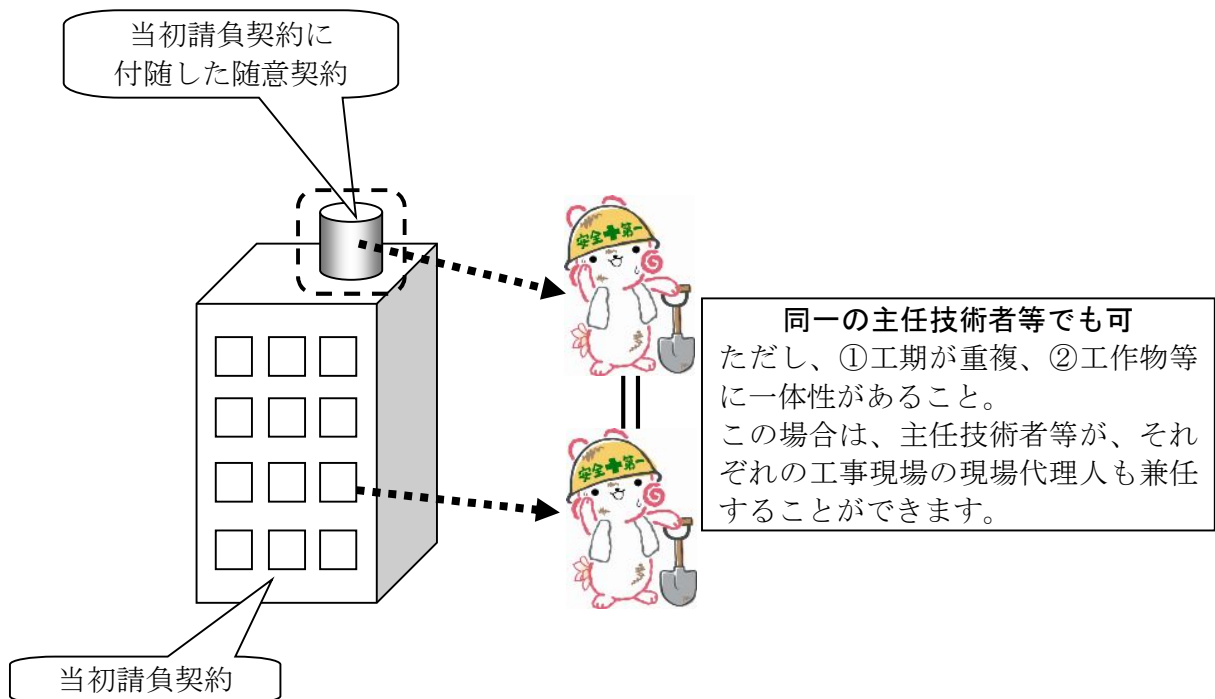 当初請負契約に
付随した随意契約
安全✚第一
同一の主任技術者等でも可
ただし、①工期が重複、②工作物等
に一体性があること。
この場合は、主任技術者等が、それ
ぞれの工事現場の現場代理人も兼任
することができます。
安全✚第一
当初請負契約